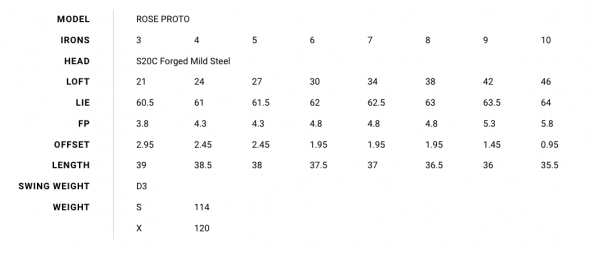 MODEL ROSE PROTO
IRONS 3 4 5 6 7 8 9 10
HEAD S20C Forged Mild Steel
LOFT 21 24 27 30 34 38 42 46
LIE 60.5 61 61.5 62 62.5 63 63.5 64
FP 3.8 4.3 4.3 4.8 4.8 4.8 5.3 5.8
OFFSET 2.95 2.45 2.45 1.95 1.95 1.95 1.45 0.95
LENGTH 39 38.5 38 37.5 37 36.5 36 35.5
SWING WEIGHT D3
WEIGHT S 114
X 120